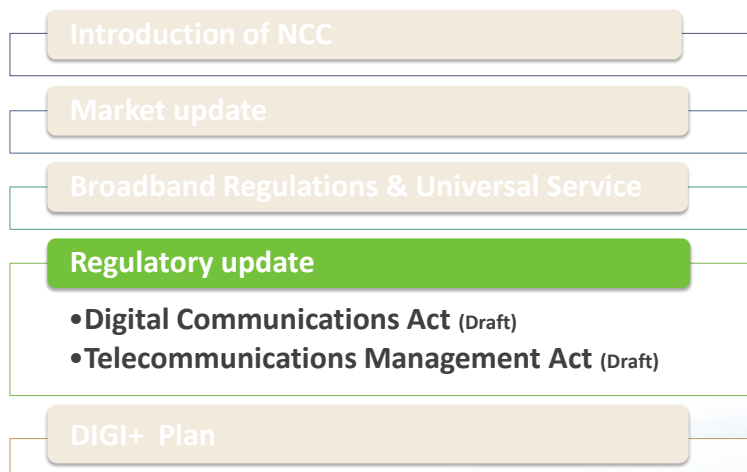 Introduction of NCC
Market update
Broadband Regulations & Universal Service
Regulatory update
•Digital Communications Act (Draft)
•Telecommunications Management Act (Draft)
DIGI+ Plan